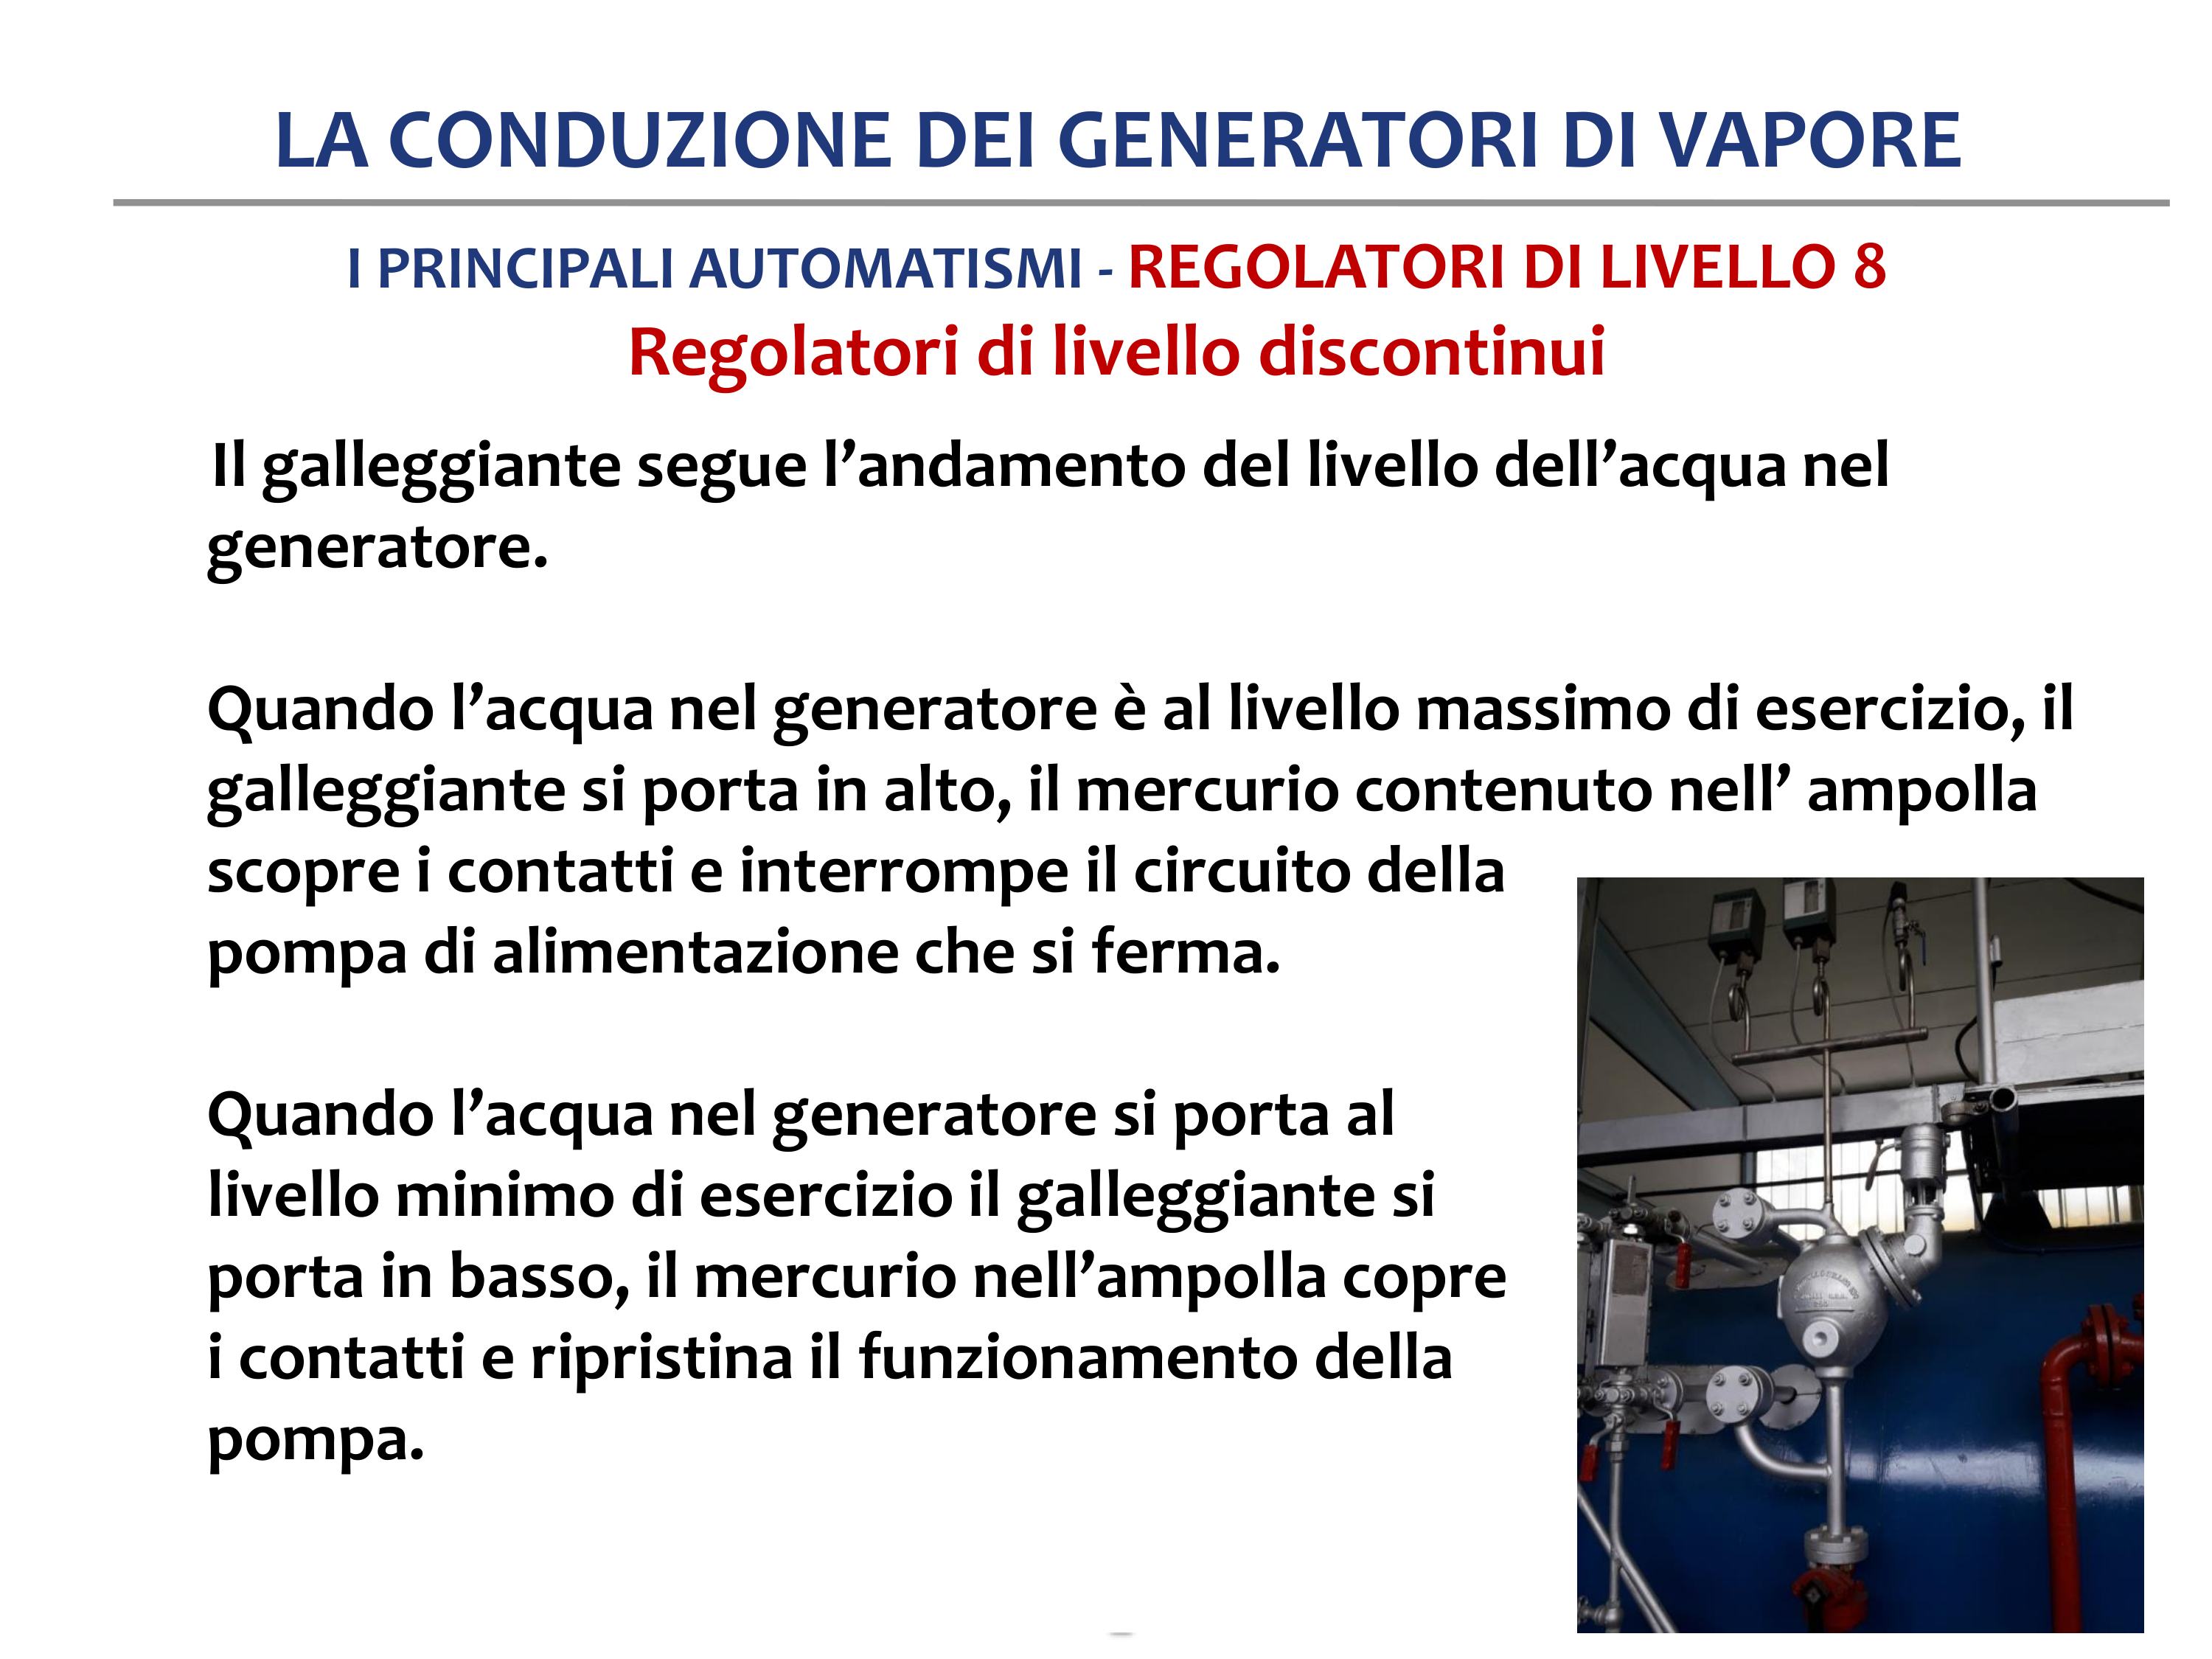 LA CONDUZIONE DEI GENERATORI DI VAPORE
I PRINCIPALI AUTOMATISMI - REGOLATORI DI LIVELLO 8
Regolatori di livello discontinui
Il galleggiante segue l’andamento del livello dell’acqua nel
generatore.
Quando l’acqua nel generatore è al livello massimo di esercizio, il
galleggiante si porta in alto, il mercurio contenuto nell’ ampolla
scopre i contatti e interrompe il circuito della
pompa di alimentazione che si ferma.
Quando l’acqua nel generatore si porta al
livello minimo di esercizio il galleggiante si
porta in basso, il mercurio nell’ampolla copre
i contatti e ripristina il funzionamento della
pompa.